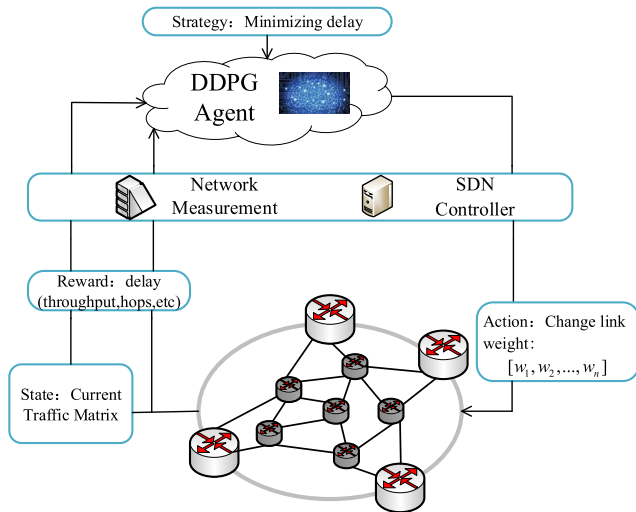 Strategy：Minimizing delay
DDPG
Agent
Network
Measurement
SDN
Controller
Reward：delay
(throughput,hops,etc)
Action：Change link
weight:
[w₁, w₂, ..., wₙ]
State：Current
Traffic Matrix